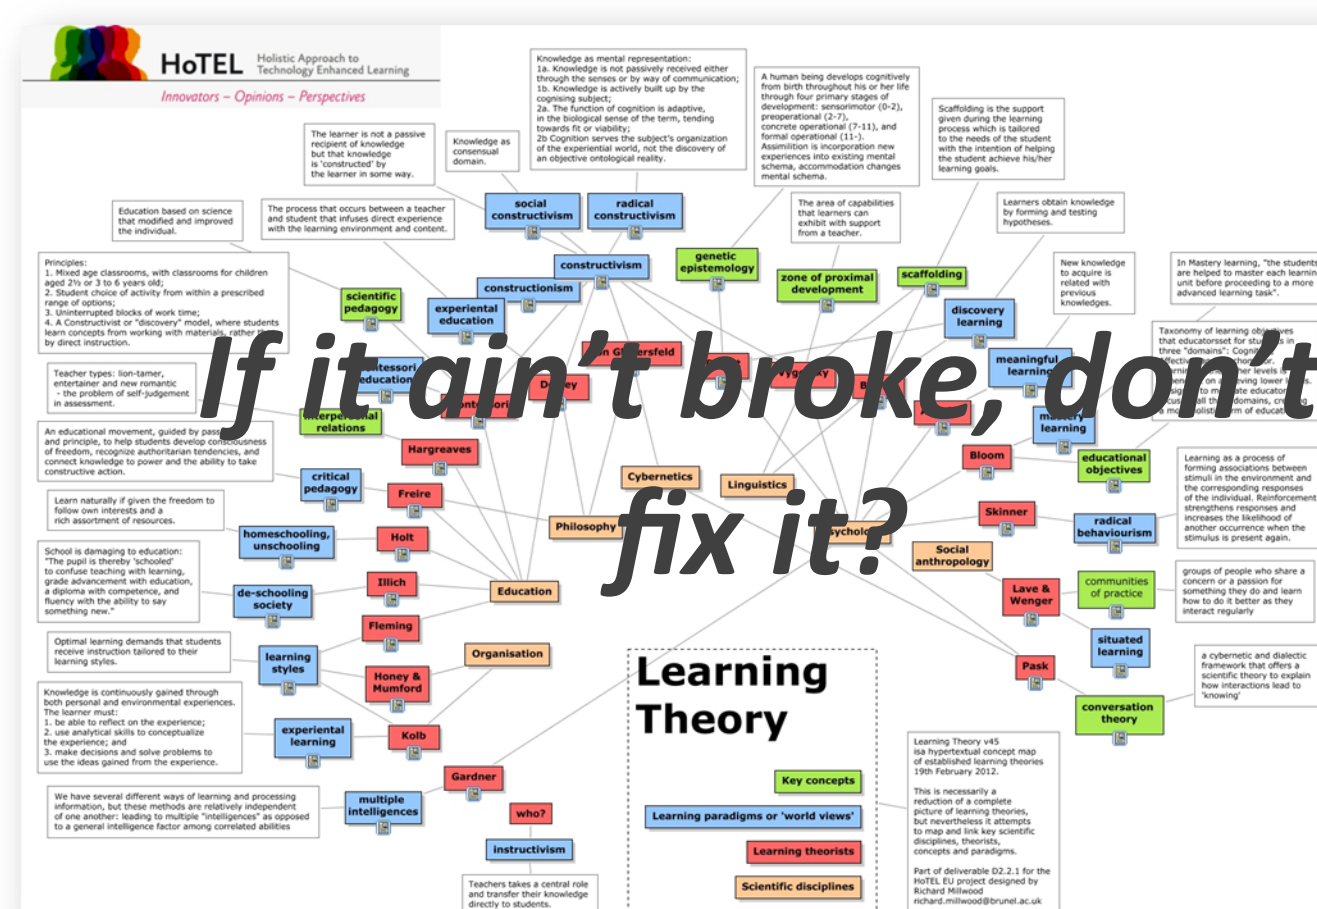 HoTEL
Holistic Approach to
Technology Enhanced Learning
Innovators – Opinions – Perspectives
Knowledge as mental representation:
1a. Knowledge is not passively received either
through the senses or by way of communication;
1b. Knowledge is actively built up by the
cognising subject;
2a. The function of cognition is adaptive,
in the biological sense of the term, tending
towards fit or viability;
2b Cognition serves the subject's organization
of the experiential world, not the discovery of
an objective ontological reality.
A human being develops cognitively
from birth throughout his or her life
through four primary stages of
development: sensorimotor (0-2),
preoperational (2-7),
concrete operational (7-11), and
formal operational (11-).
Assimilition is incorporation new
experiences into existing mental
schema, accommodation changes
mental schema.
Scaffolding is the support
given during the learning
process which is tailored
to the needs of the student
with the intention of helping
the student achieve his/her
learning goals.
The learner is not a passive
recipient of knowledge
but that knowledge
is 'constructed' by
the learner in some way.
Knowledge as
consensual
domain.
Education based on science
that modified and improved
the individual.
The process that occurs between a teacher
and student that infuses direct experience
with the learning environment and content.
social
constructivism
radical
constructivism
The area of capabilities
that learners can
exhibit with support
from a teacher.
Learners obtain knowledge
by forming and testing
hypotheses.
Principles:
1. Mixed age classrooms, with classrooms for children
aged 2½ or 3 to 6 years old;
2. Student choice of activity from within a prescribed
range of options;
3. Uninterrupted blocks of work time;
4. A Constructivist or "discovery" model, where students
learn concepts from working with materials, rather
by direct instruction.
scientific
pedagogy
constructivism
constructionism
experiential
education
genetic
epistemology
zone of proximal
development
scaffolding
discovery
learning
New knowledge
to acquire is
related with
previous
knowledges.
In Mastery learning, "the students
are helped to master each learning
unit before proceeding to a more
advanced learning task".
Taxonomy of learning objectives
that educatorsset for students in
three "domains":
If it ain't broke, don't
fix it?
Teacher types: lion-tamer,
entertainer and new romantic
- the problem of self-judgement
in assessment.
education
meaningful
learning
mastery
learning
interpersonal
relations
An educational movement, guided by
and principle, to help students develop consciousness
of freedom, recognize authoritarian tendencies, and
connect knowledge to power and the ability to take
constructive action.
Hargreaves
Cybernetics
Linguistics
Bloom
educational
objectives
Learning as a process of
forming associations between
stimuli in the environment and
the corresponding responses
of the individual. Reinforcement
strengthens responses and
increases the likelihood of
another occurrence when the
stimulus is present again.
critical
pedagogy
Freire
Learn naturally if given the freedom to
follow own interests and a
rich assortment of resources.
homeschooling,
unschooling
Holt
Philosophy
Skinner
radical
behaviourism
Social
anthropology
School is damaging to education:
"The pupil is thereby 'schooled'
to confuse teaching with learning,
grade advancement with education,
a diploma with competence, and
fluency with the ability to say
something new."
de-schooling
society
Illich
Education
Lave &
Wenger
communities
of practice
groups of people who share a
concern or a passion for
something they do and learn
how to do it better as they
interact regularly
Fleming
Optimal learning demands that students
receive instruction tailored to their
learning styles.
learning
styles
Organisation
Honey &
Mumford
situated
learning
Pask
a cybernetic and dialectic
framework that offers a
scientific theory to explain
how interactions lead to
'knowing'
conversation
theory
Knowledge is continuously gained through
both personal and environmental experiences.
The learner must:
1. be able to reflect on the experience;
2. use analytical skills to conceptualize
the experience; and
3. make decisions and solve problems to
use the ideas gained from the experience.
experiental
learning
Kolb
Gardner
We have several different ways of learning and processing
information, but these methods are relatively independent
of one another: leading to multiple "intelligences" as opposed
to a general intelligence factor among correlated abilities
multiple
intelligences
who?
instructivism
Teachers takes a central role
and transfer their knowledge
directly to students.
Learning
Theory
Key concepts
Learning paradigms or 'world views'
Learning theorists
Scientific disciplines
Learning Theory v45
isa hypertextual concept map
of established learning theories
19th February 2012.
This is necessarily a
reduction of a complete
picture of learning theories,
but nevertheless it attempts
to map and link key scientific
disciplines, theorists,
concepts and paradigms.
Part of deliverable D2.2.1 for the
HoTEL EU project designed by
Richard Millwood
richard.millwood@brunel.ac.uk